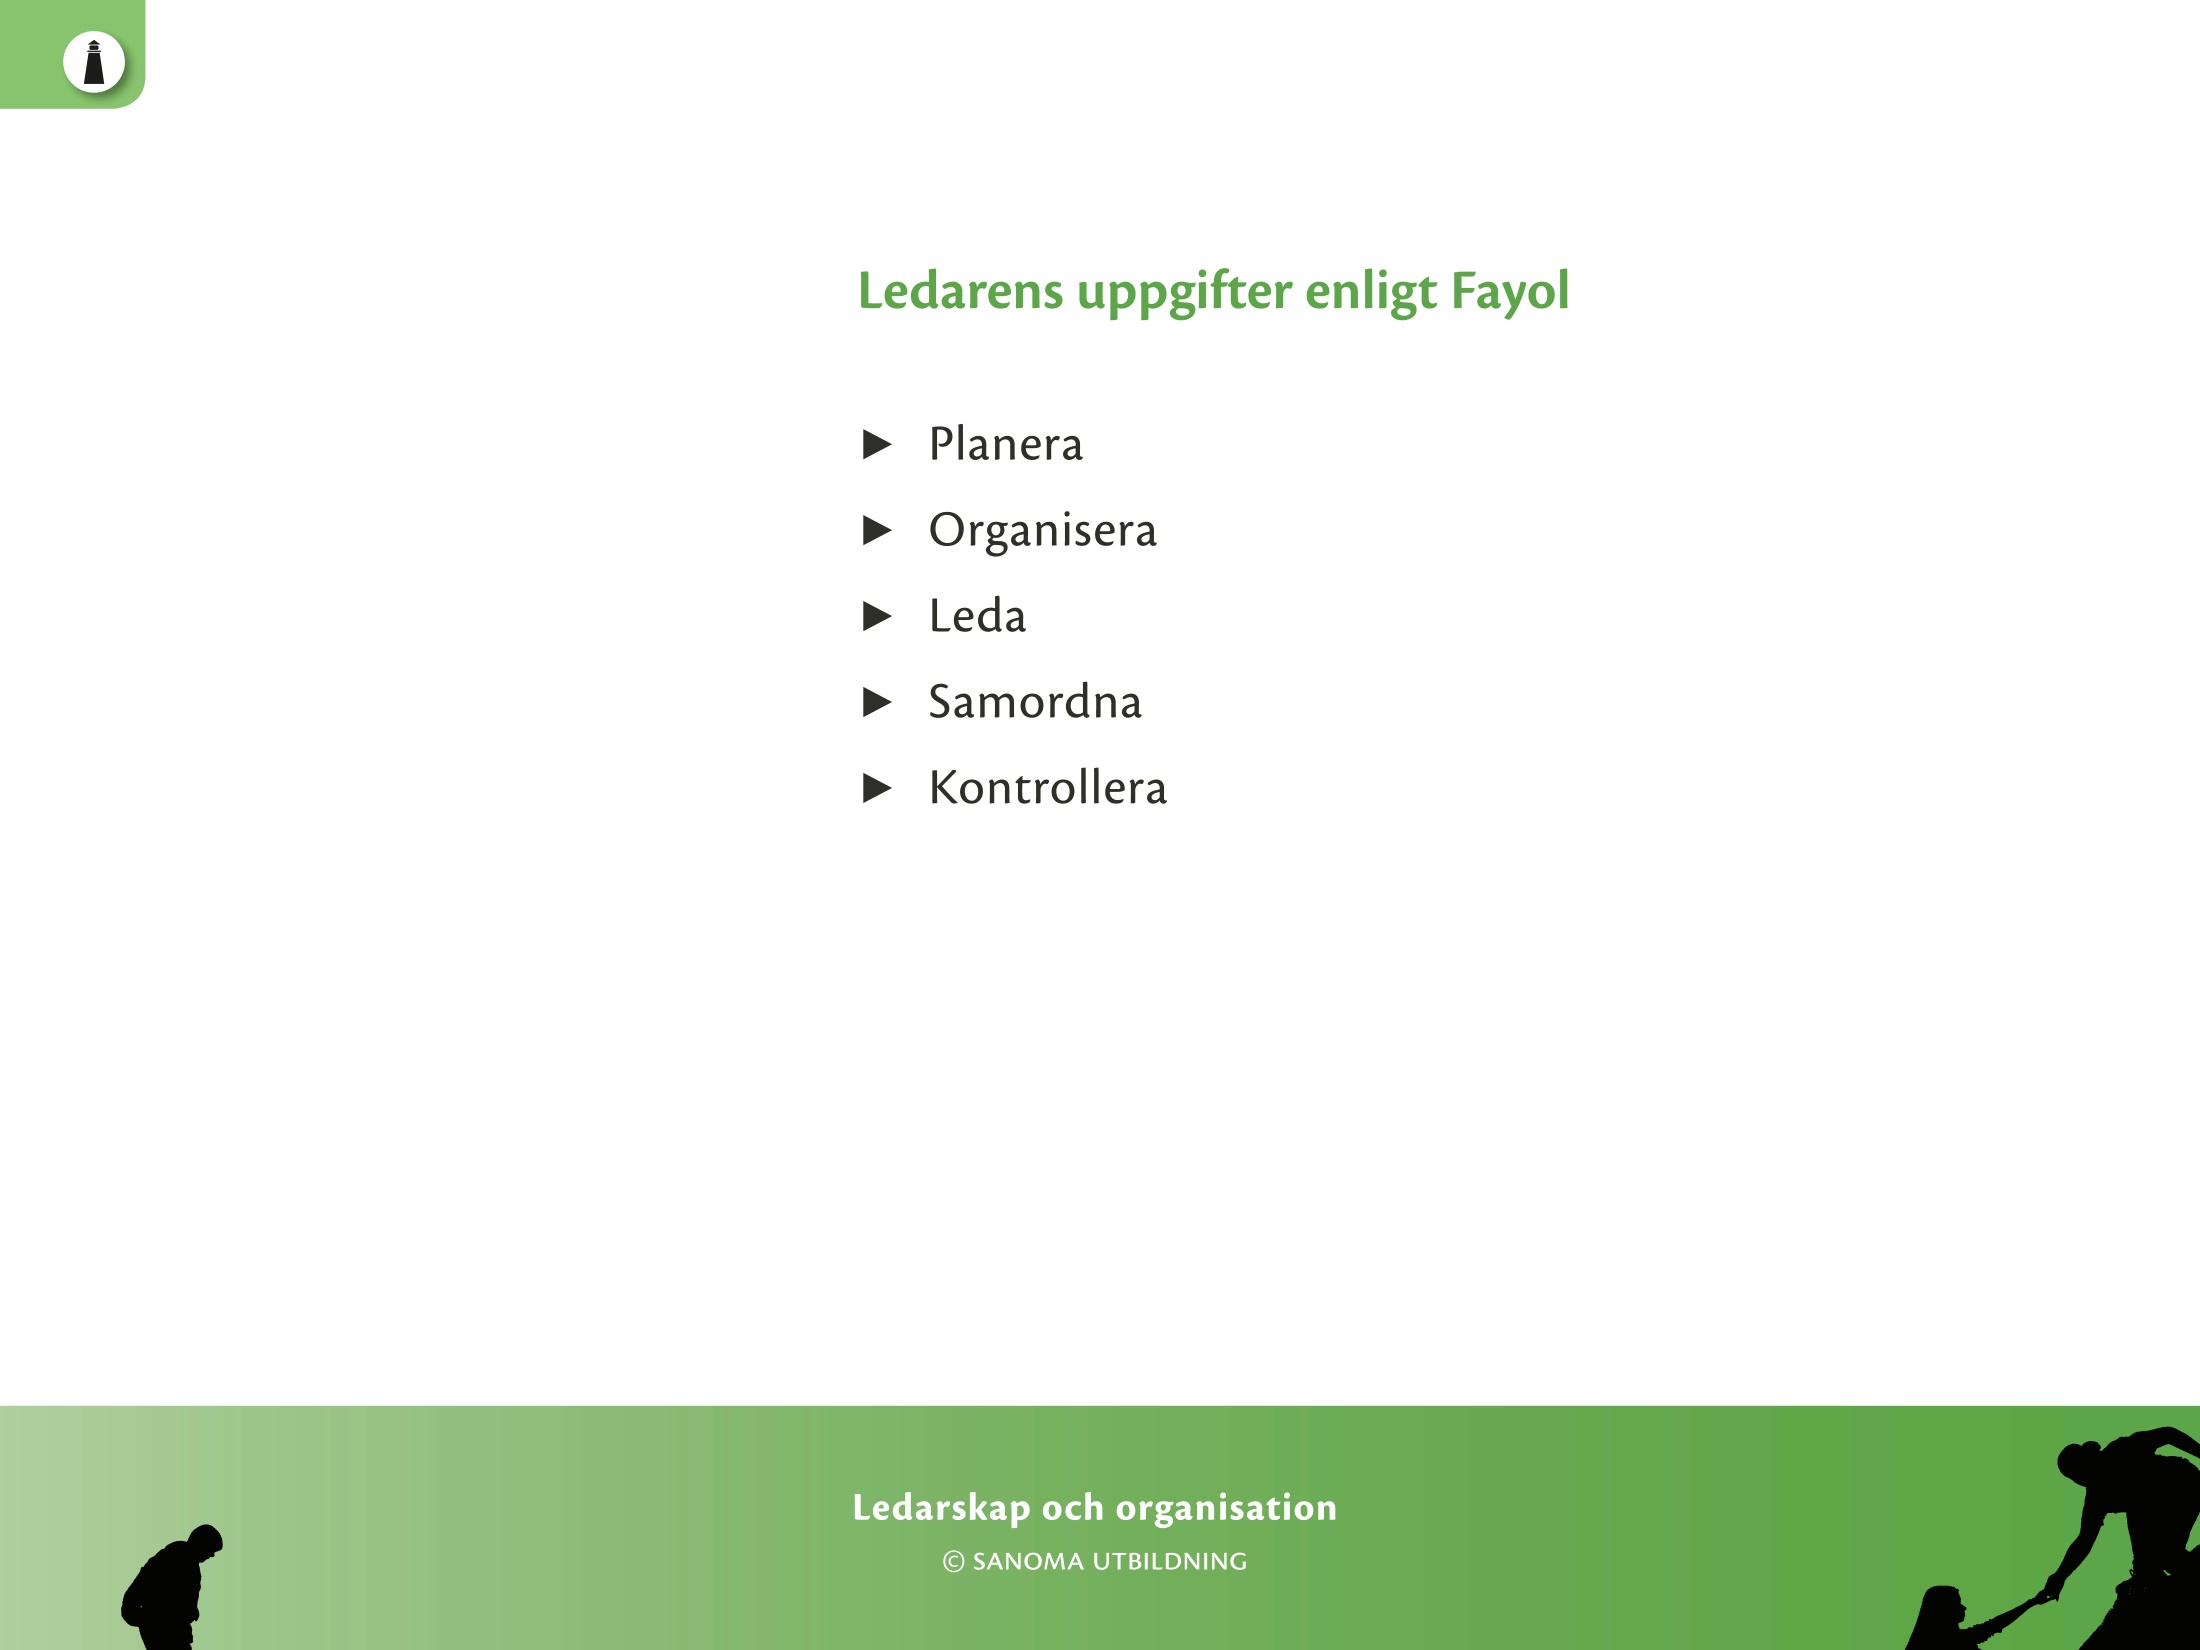 Ledarens uppgifter enligt Fayol
▶ Planera
▶ Organisera
▶ Leda
▶ Samordna
▶ Kontrollera
Ledarskap och organisation
© SANOMA UTBILDNING